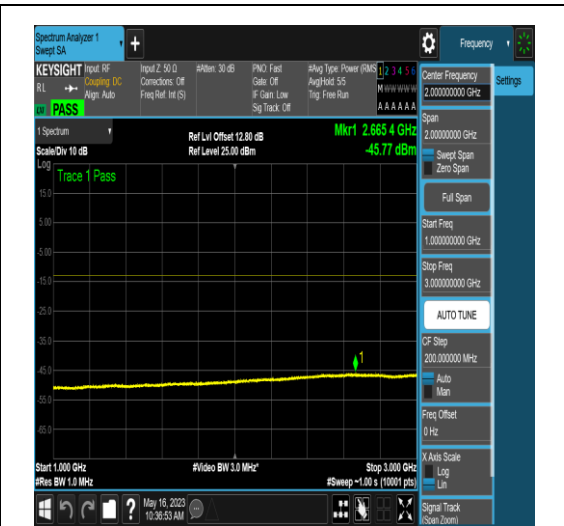 Spectrum Analyzer 1
Swept SA
+
Frequency
KEYSIGHT
RL
PASS
Input: RF
Coupling: DC
Align: Auto
Input Z: 50 Ω
Corrections: Off
Freq Ref: Int (S)
#Atten: 30 dB
PNO: Fast
Gate: Off
IF Gain: Low
Sig Track: Off
#Avg Type: Power (RMS
Avg|Hold: 5/5
Trig: Free Run
1 2 3 4 5 6
M W W W W W
A A A A A A
1 Spectrum
Scale/Div 10 dB
Ref Lvl Offset 12.80 dB
Ref Level 25.00 dBm
Mkr1 2.665 4 GHz
-45.77 dBm
Log
Trace 1 Pass
15.0
5.00
-5.00
-15.0
-25.0
-35.0
-45.0
-55.0
-65.0
1
Start 1.000 GHz
#Res BW 1.0 MHz
#Video BW 3.0 MHz*
Stop 3.000 GHz
#Sweep ~1.00 s (10001 pts)
Center Frequency
2.000000000 GHz
Settings
Span
2.00000000 GHz
Swept Span
Zero Span
Full Span
Start Freq
1.000000000 GHz
Stop Freq
3.000000000 GHz
AUTO TUNE
CF Step
200.000000 MHz
Auto
Man
Freq Offset
0 Hz
X Axis Scale
Log
Lin
Signal Track
(Span Zoom)
?
May 16, 2023
10:36:53 AM